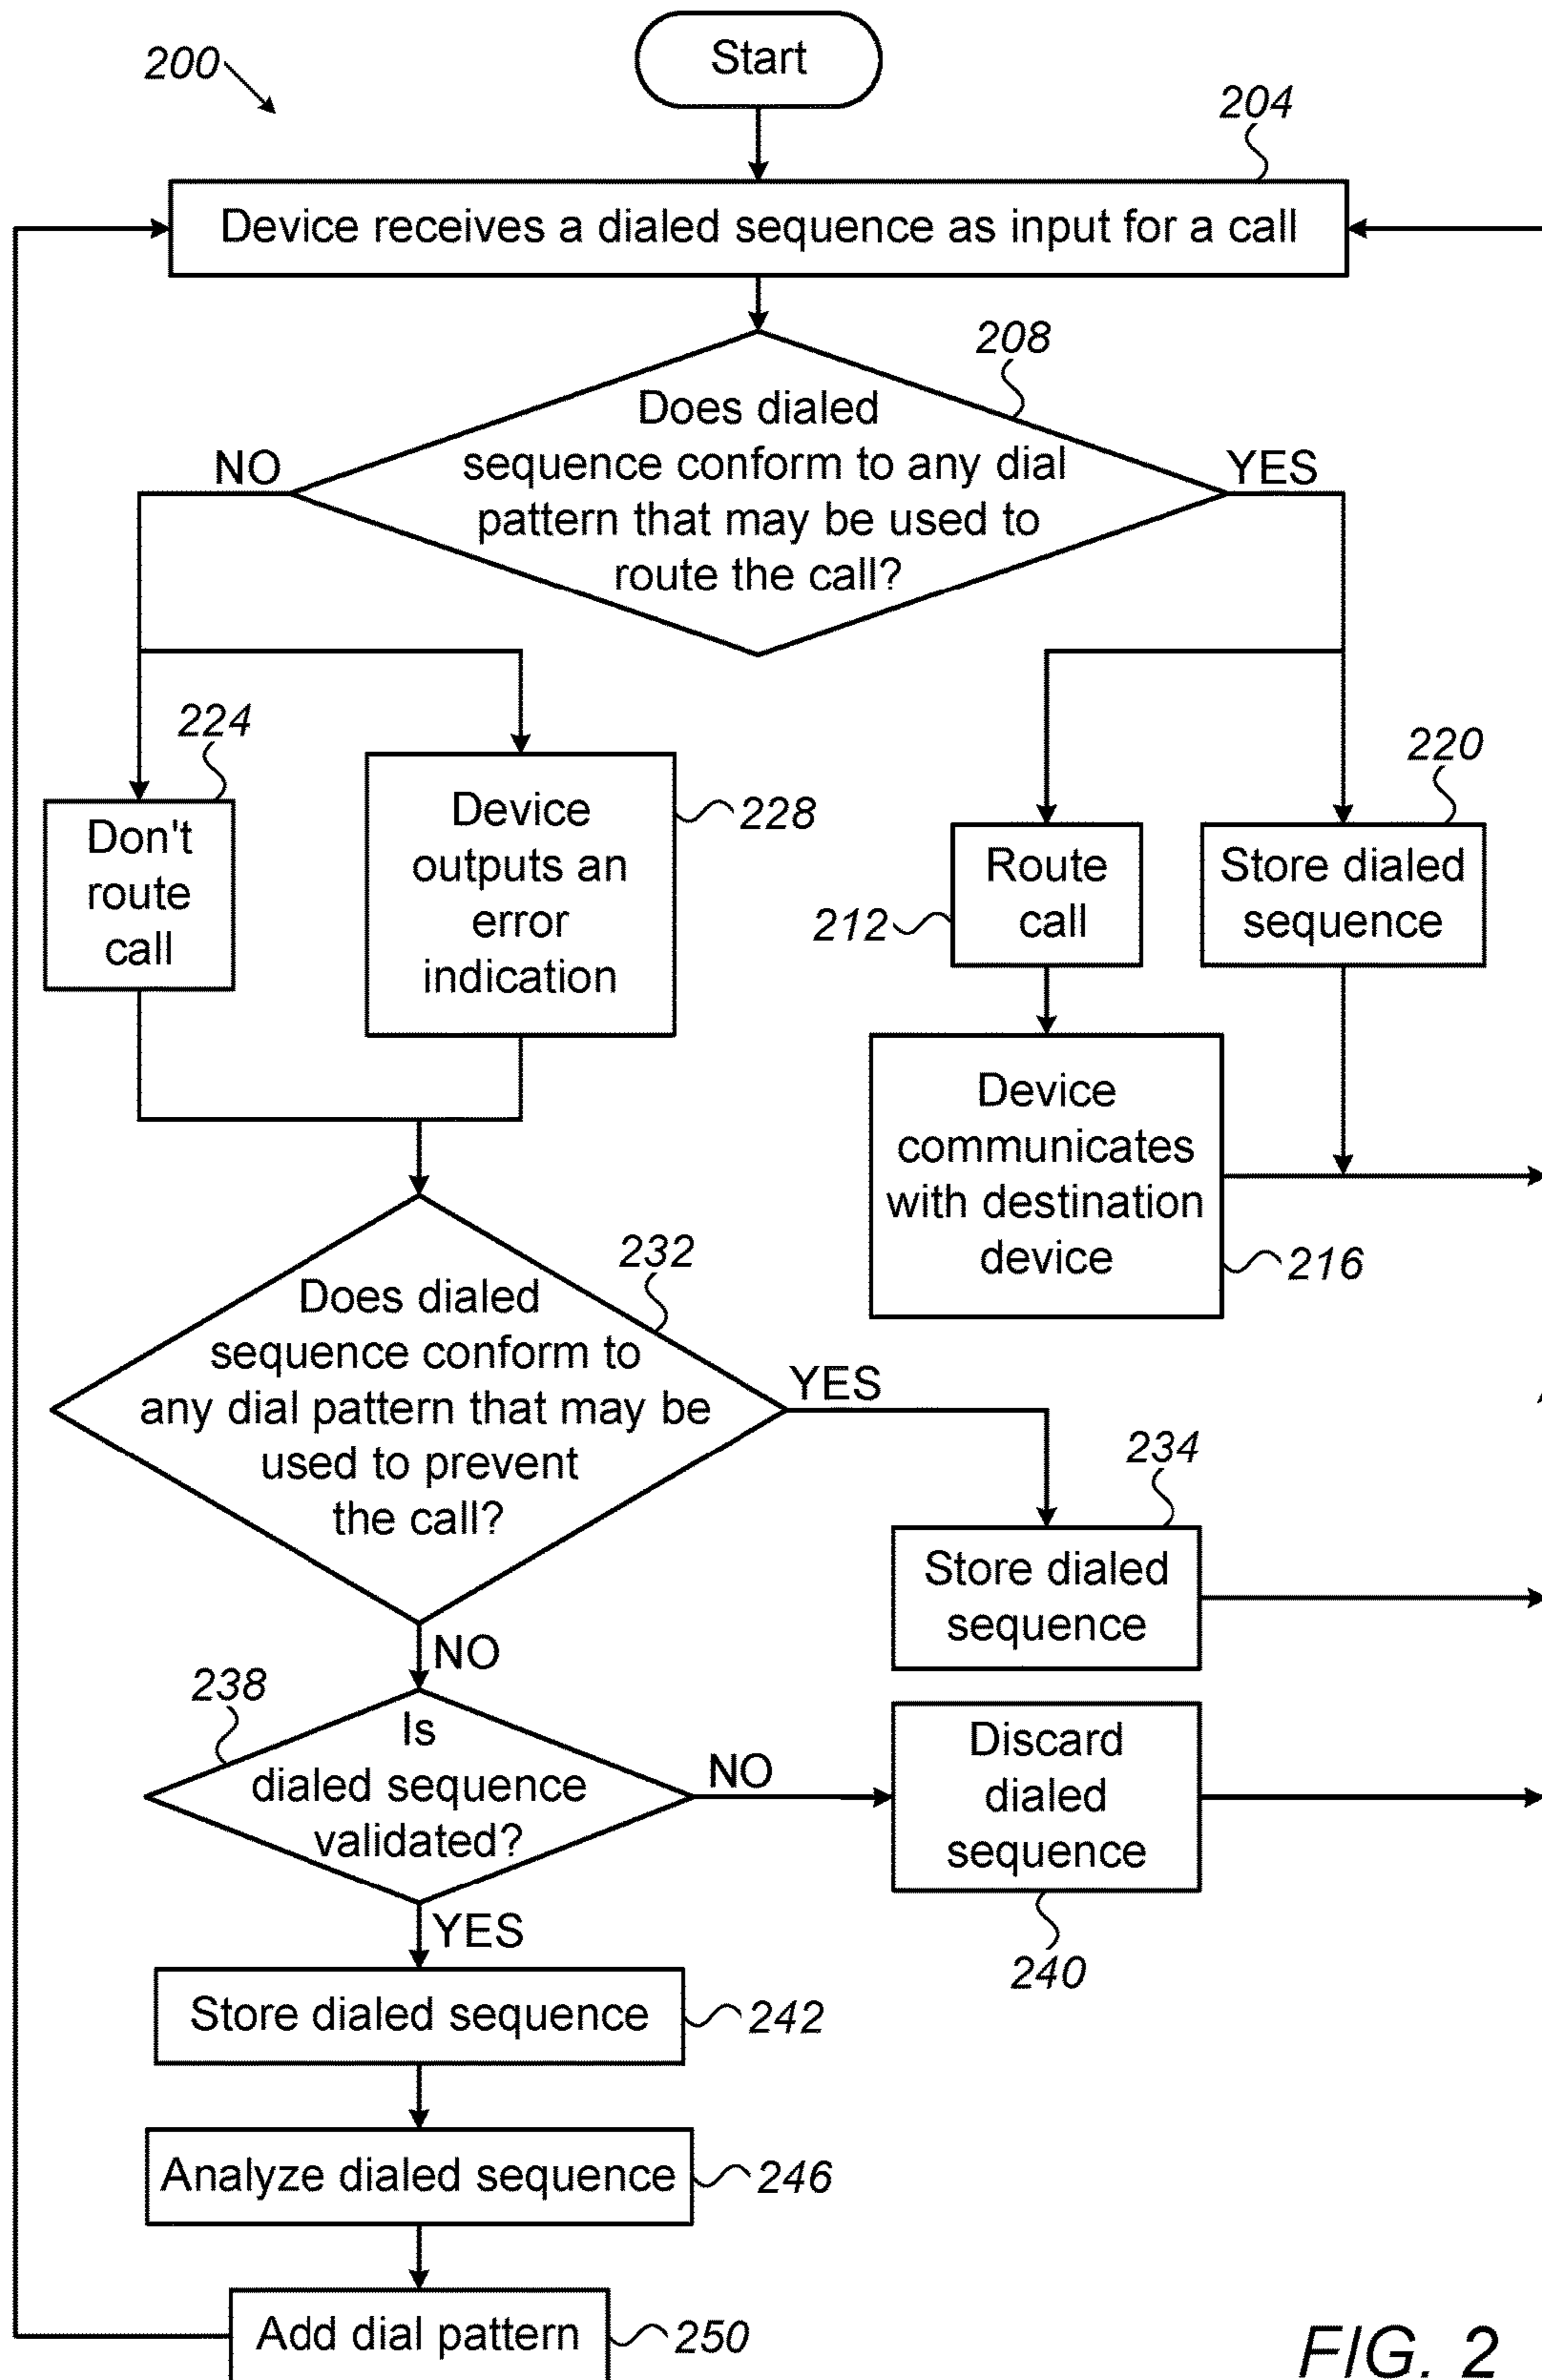 200
Start
204
Device receives a dialed sequence as input for a call
208
Does dialed
sequence conform to any dial
pattern that may be used to
route the call?
NO
YES
224
Don't
route
call
Device
outputs an
error
indication
228
212
Route
call
220
Store dialed
sequence
Device
communicates
with destination
device
216
232
Does dialed
sequence conform to
any dial pattern that may be
used to prevent
the call?
YES
234
Store dialed
sequence
NO
238
Is
dialed sequence
validated?
NO
Discard
dialed
sequence
240
YES
Store dialed sequence
242
Analyze dialed sequence
246
Add dial pattern
250
FIG. 2